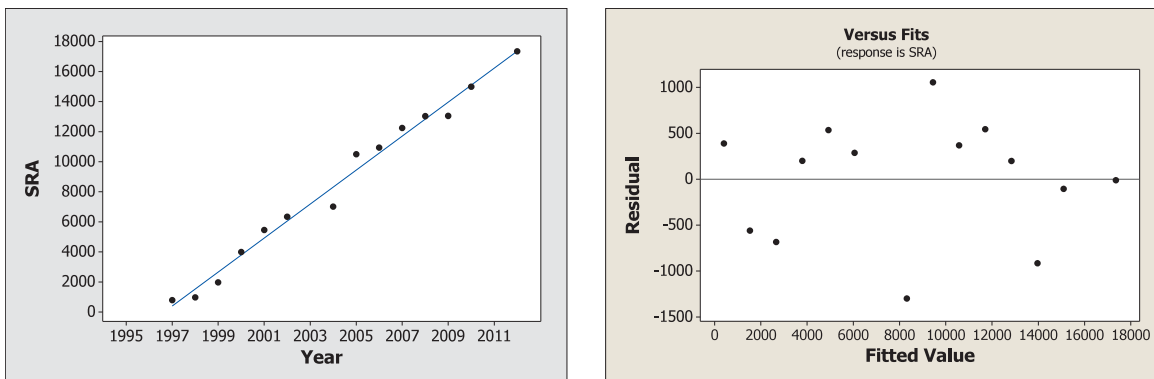 18000
16000
14000
12000
10000
8000
6000
4000
2000
0
SRA
1995 1997 1999 2001 2003 2005 2007 2009 2011
Year
Versus Fits
(response is SRA)
1000
500
0
-500
-1000
-1500
Residual
0 2000 4000 6000 8000 10000 12000 14000 16000 18000
Fitted Value